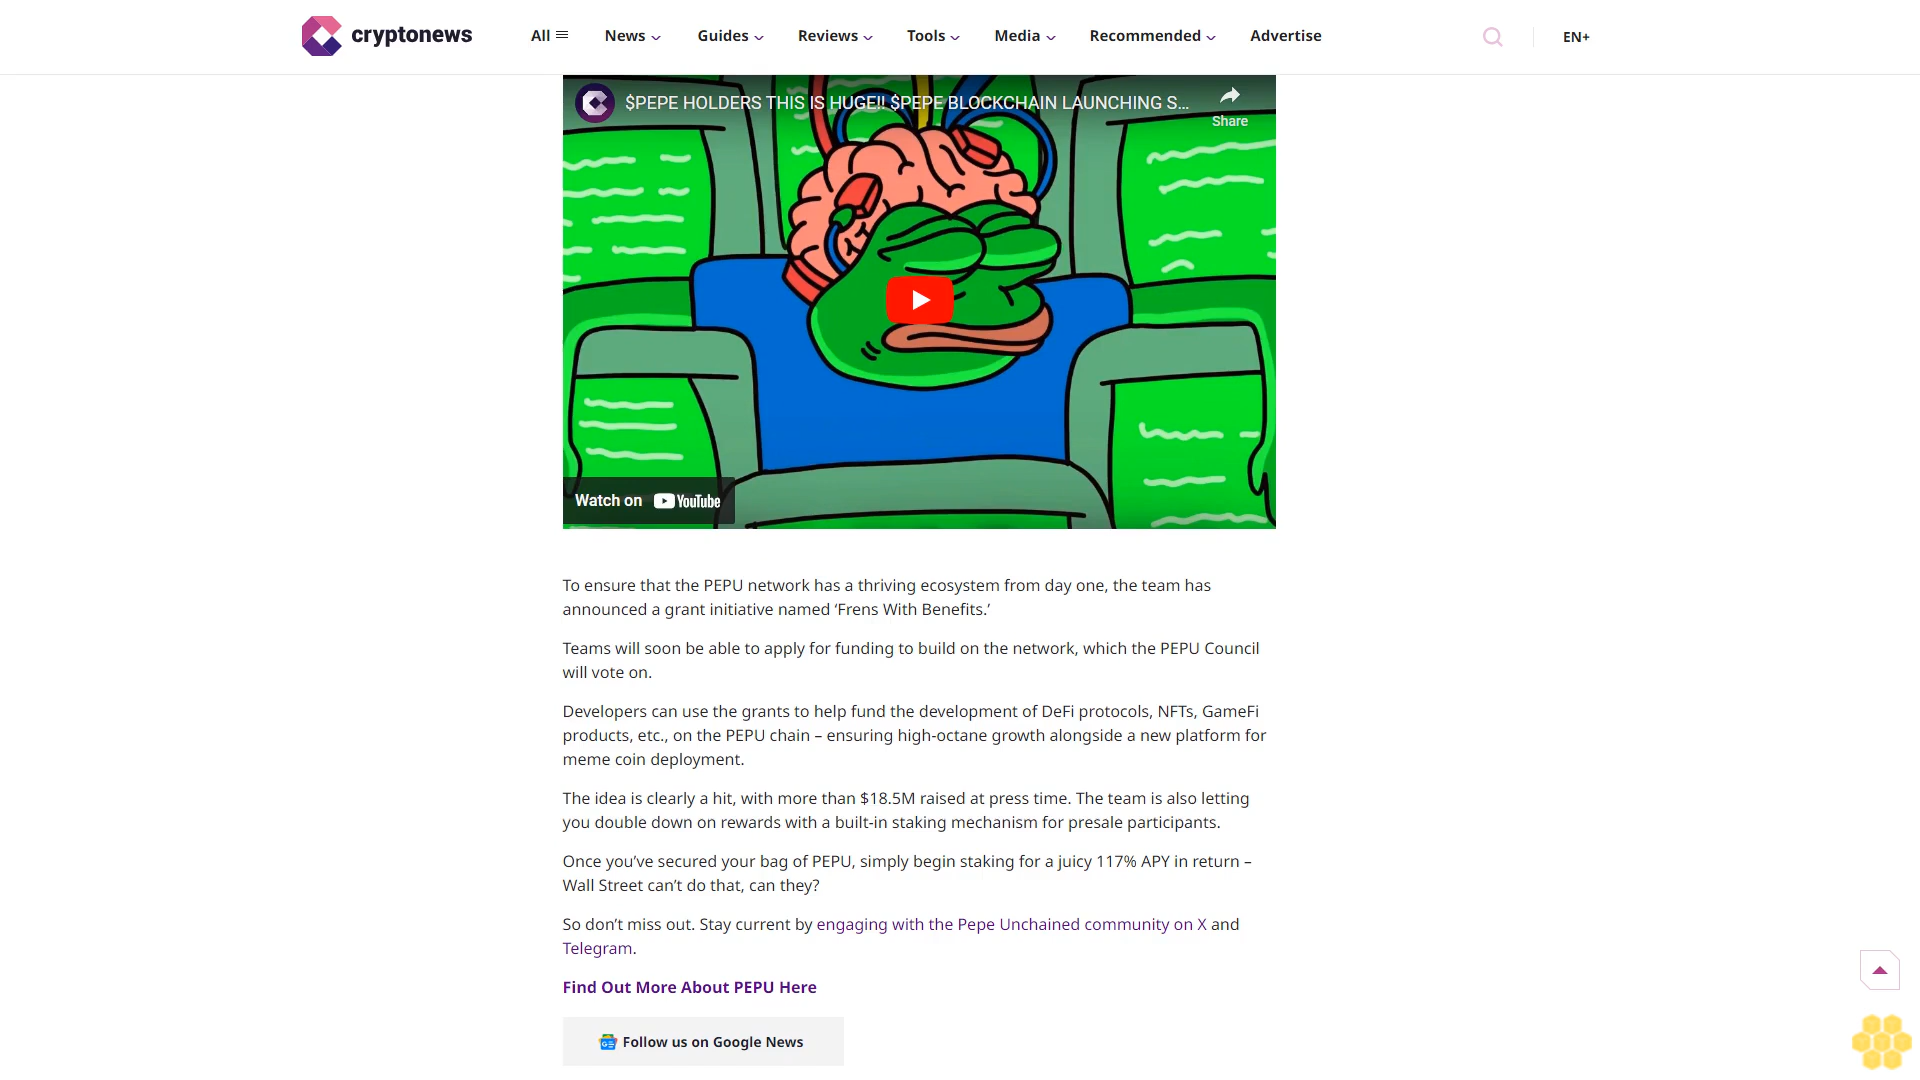 cryptonews
All
News
Guides
Reviews
Tools
Media
Recommended
Advertise
EN+
$PEPE HOLDERS THIS IS HUGE!! $PEPE BLOCKCHAIN LAUNCHING S...
Share
Watch on YouTube
To ensure that the PEPU network has a thriving ecosystem from day one, the team has
announced a grant initiative named ‘Frens With Benefits.’
Teams will soon be able to apply for funding to build on the network, which the PEPU Council
will vote on.
Developers can use the grants to help fund the development of DeFi protocols, NFTs, GameFi
products, etc., on the PEPU chain – ensuring high-octane growth alongside a new platform for
meme coin deployment.
The idea is clearly a hit, with more than $18.5M raised at press time. The team is also letting
you double down on rewards with a built-in staking mechanism for presale participants.
Once you’ve secured your bag of PEPU, simply begin staking for a juicy 117% APY in return –
Wall Street can’t do that, can they?
So don’t miss out. Stay current by engaging with the Pepe Unchained community on X and
Telegram.
Find Out More About PEPU Here
Follow us on Google News